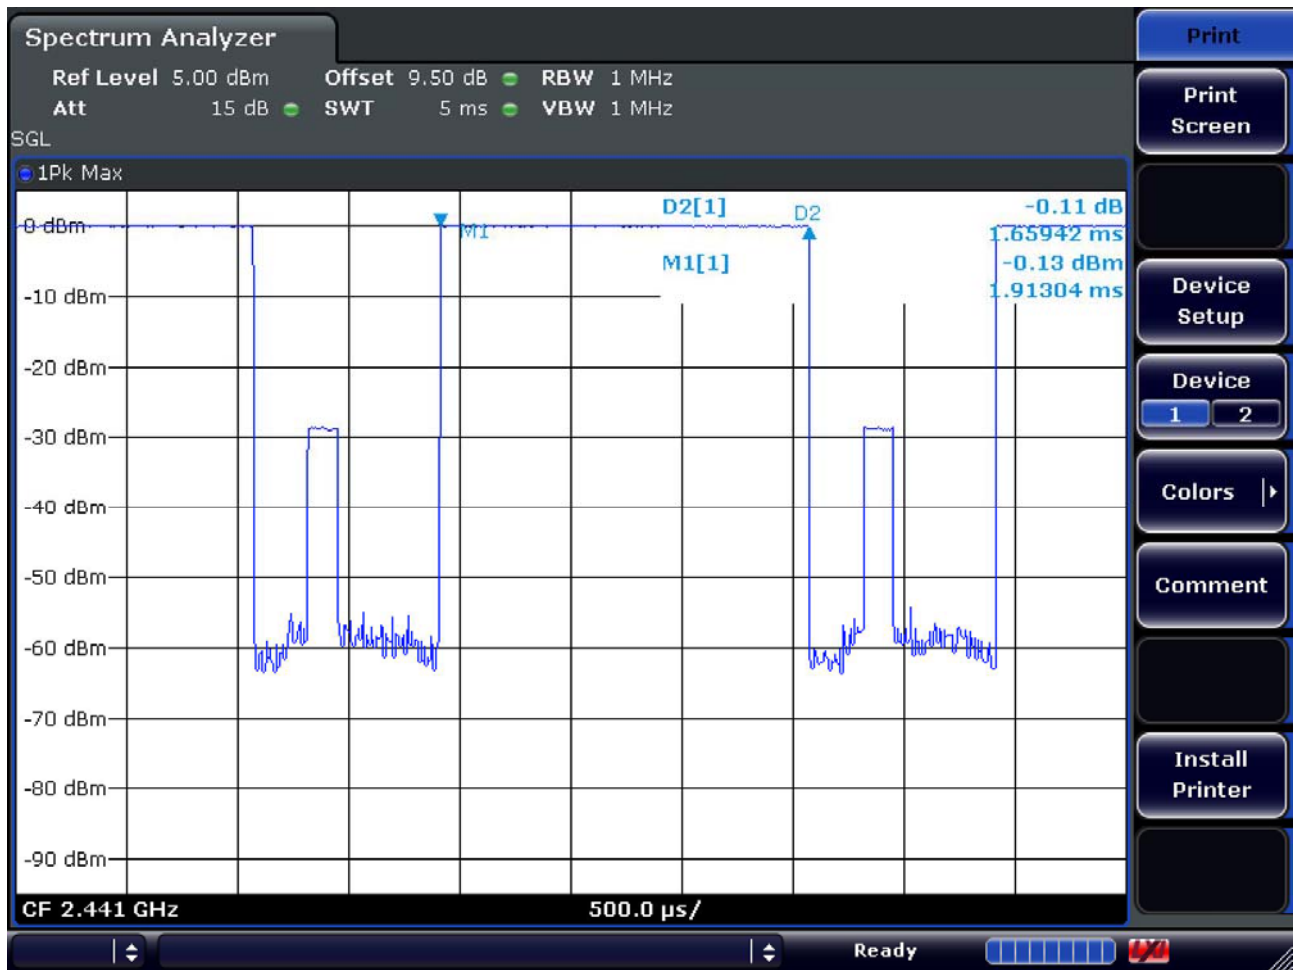 Spectrum Analyzer
Ref Level 5.00 dBm Offset 9.50 dB RBW 1 MHz
Att 15 dB SWT 5 ms VBW 1 MHz
SGL
1Pk Max
D2[1] -0.11 dB
1.65942 ms
M1[1] -0.13 dBm
1.91304 ms
M1
D2
0 dBm
-10 dBm
-20 dBm
-30 dBm
-40 dBm
-50 dBm
-60 dBm
-70 dBm
-80 dBm
-90 dBm
CF 2.441 GHz 500.0 µs/
Ready
LXI
Print
Print
Screen
Device
Setup
Device
1 2
Colors
Comment
Install
Printer